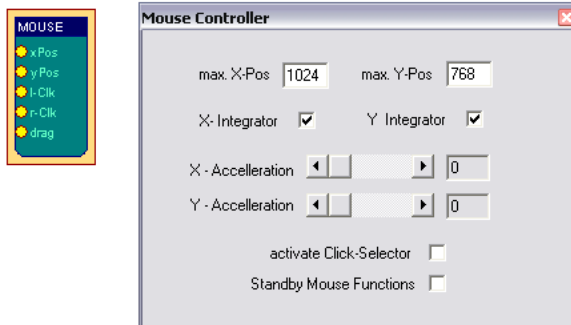 MOUSE
xPos
yPos
l-Clk
r-Clk
drag
Mouse Controller
max. X-Pos 1024 max. Y-Pos 768
X- Integrator Y Integrator
X - Accelleration 0
Y - Accelleration 0
activate Click-Selector
Standby Mouse Functions